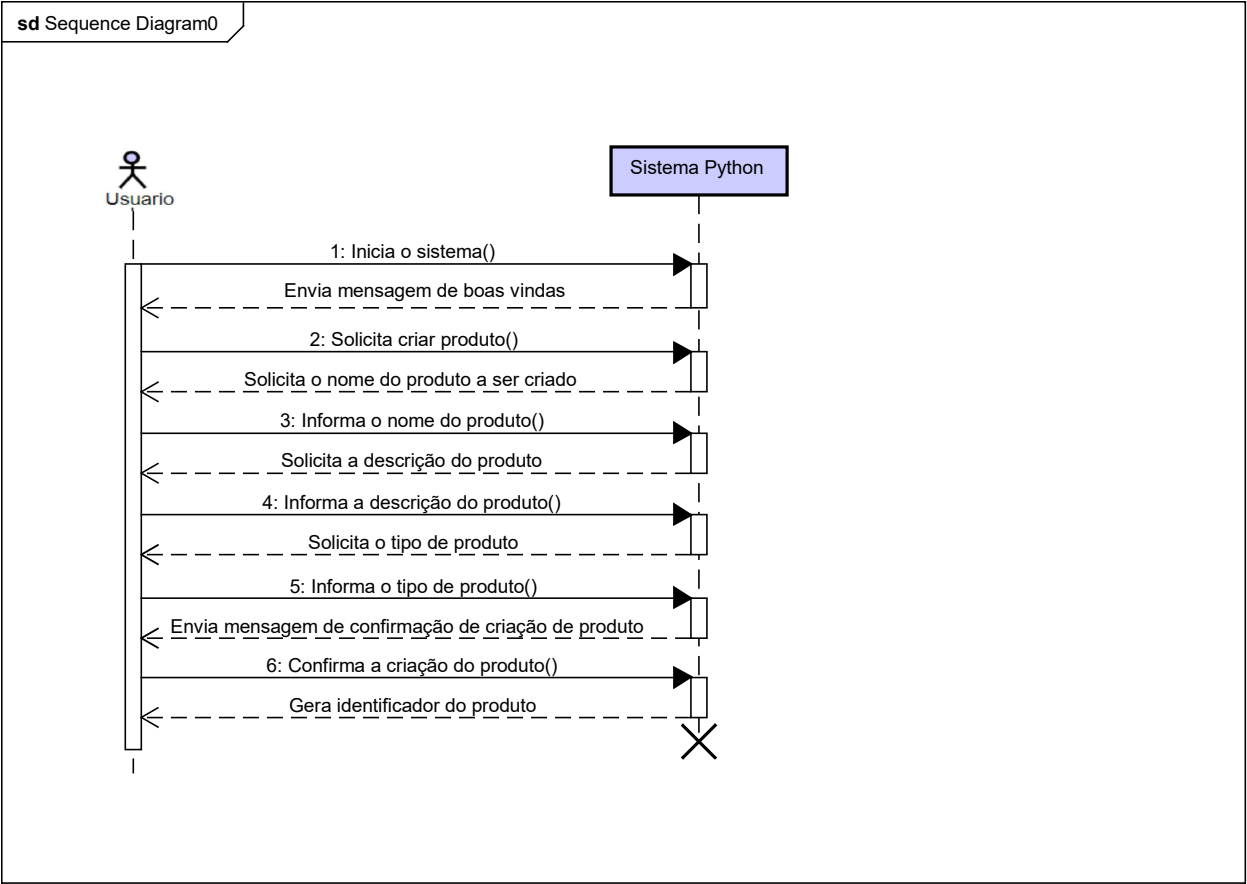 sd Sequence Diagram0
Usuario
Sistema Python
1: Inicia o sistema()
Envia mensagem de boas vindas
2: Solicita criar produto()
Solicita o nome do produto a ser criado
3: Informa o nome do produto()
Solicita a descrição do produto
4: Informa a descrição do produto()
Solicita o tipo de produto
5: Informa o tipo de produto()
Envia mensagem de confirmação de criação de produto
6: Confirma a criação do produto()
Gera identificador do produto